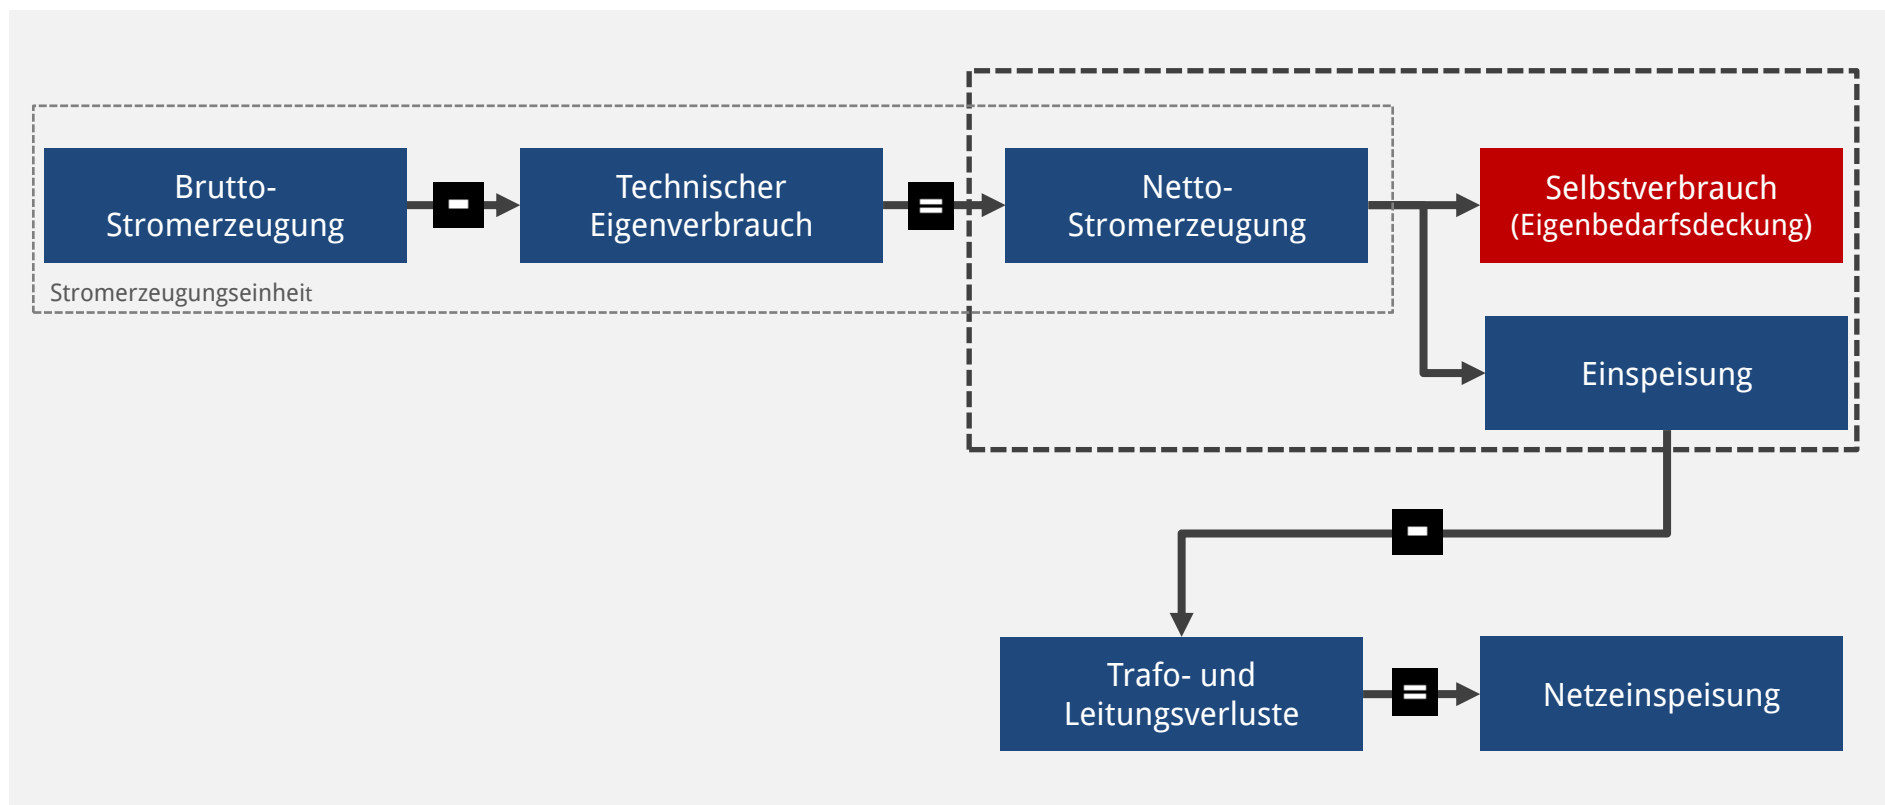 Brutto-
Stromerzeugung
-
Technischer
Eigenverbrauch
=
Netto-
Stromerzeugung
Selbstverbrauch
(Eigenbedarfsdeckung)
Stromerzeugungseinheit
Einspeisung
-
Trafo- und
Leitungsverluste
=
Netzeinspeisung